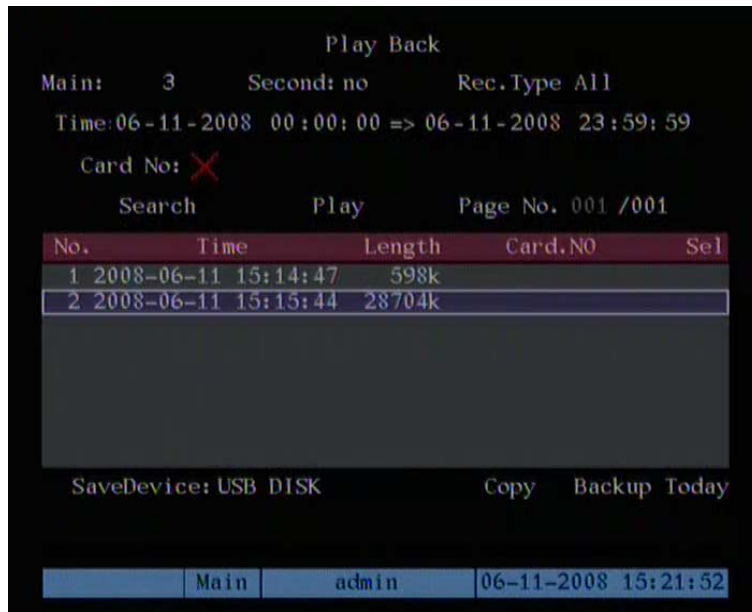 Play Back
Main: 3 Second: no Rec.Type All
Time:06-11-2008 00:00:00 => 06-11-2008 23:59:59
Card No:
Search Play Page No. 001 /001
No. Time Length Card.NO Sel
1 2008-06-11 15:14:47 598k
2 2008-06-11 15:15:44 28704k
SaveDevice: USB DISK Copy Backup Today
Main admin 06-11-2008 15:21:52